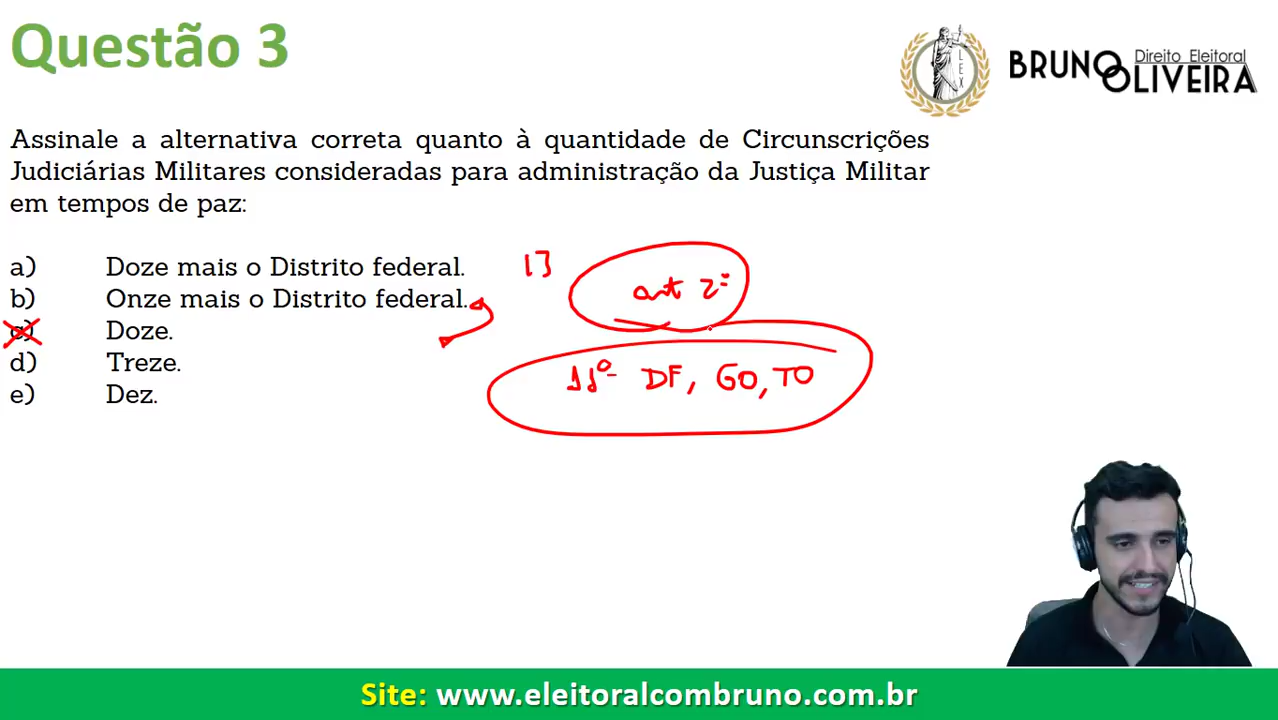 Questão 3
LEX
BRUNO OLIVEIRA
Direito Eleitoral
Assinale a alternativa correta quanto à quantidade de Circunscrições
Judiciárias Militares consideradas para administração da Justiça Militar
em tempos de paz:
a) Doze mais o Distrito federal.
b) Onze mais o Distrito federal.
c) Doze.
d) Treze.
e) Dez.
art 2º
11º DF, GO, TO
Site: www.eleitoralcombruno.com.br